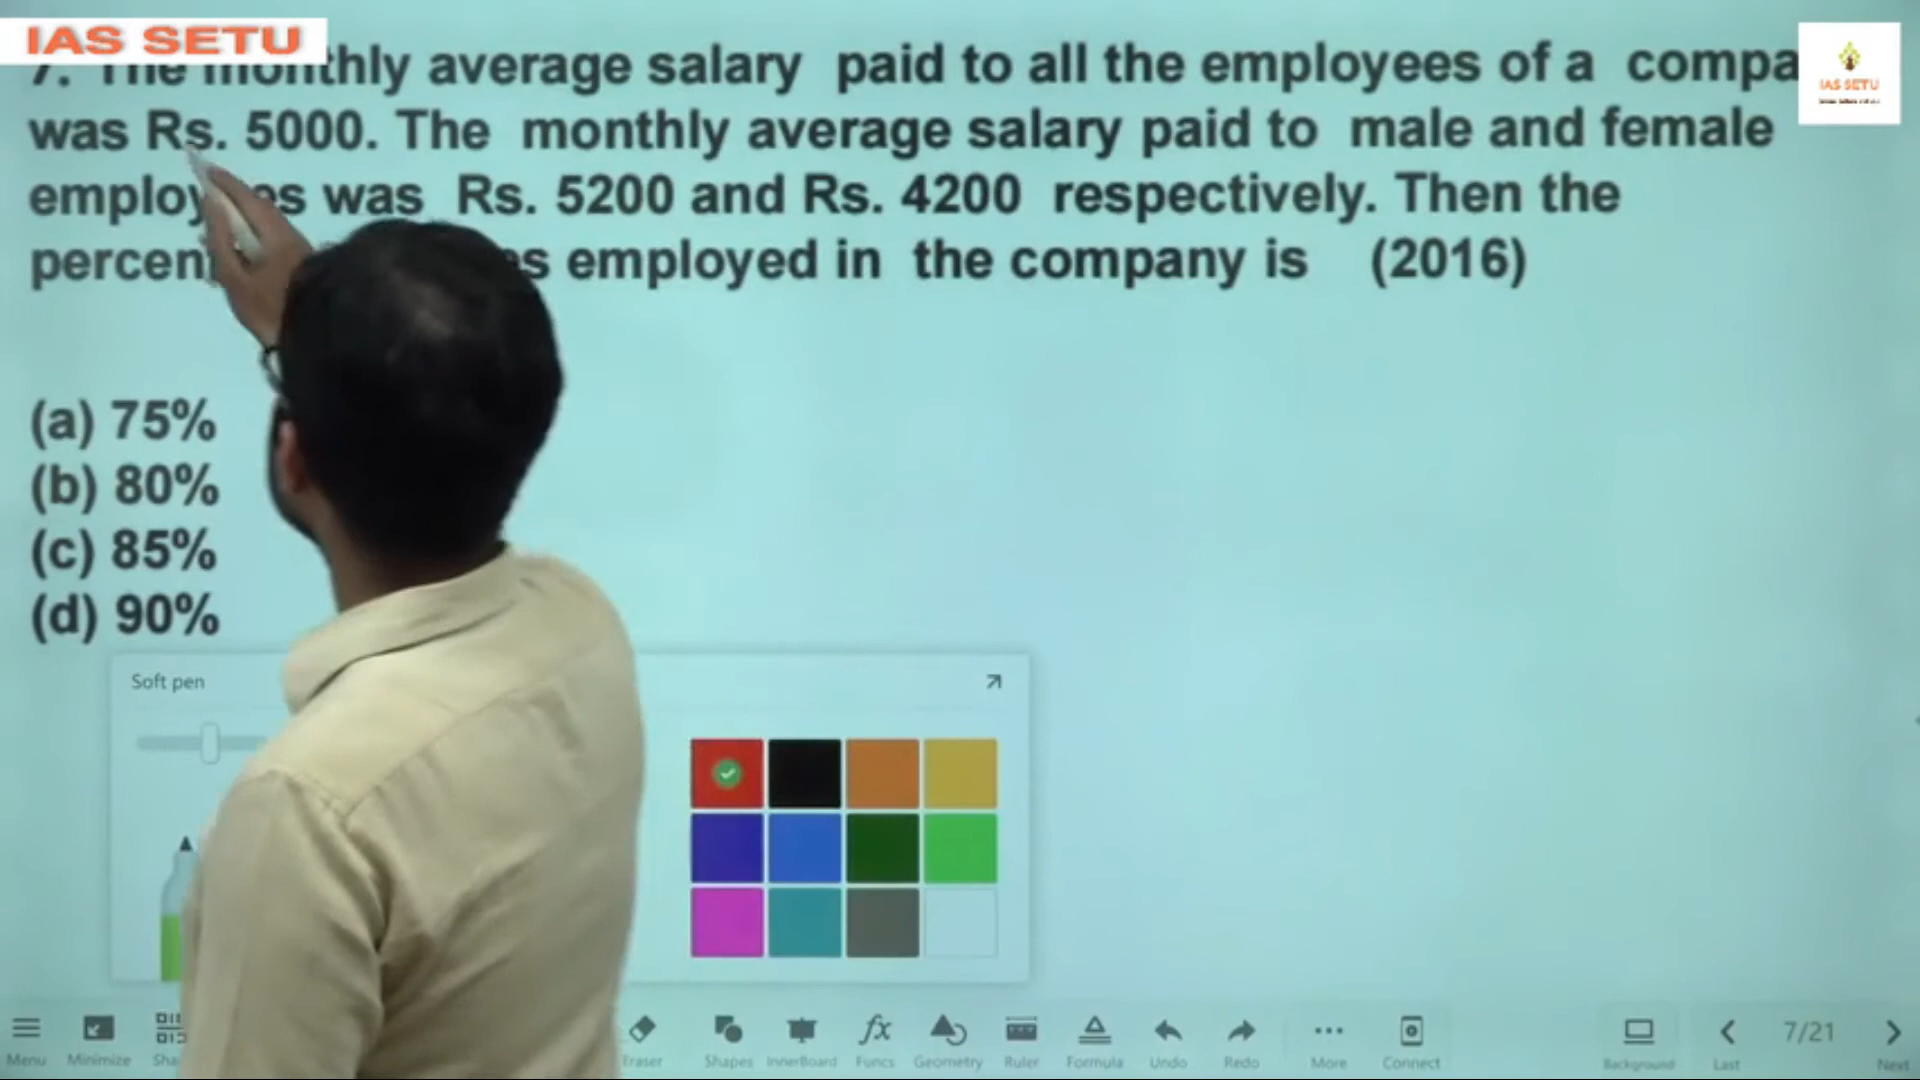 IAS SETU
7. The monthly average salary paid to all the employees of a compa
IAS SETU
was Rs. 5000. The monthly average salary paid to male and female
was Rs. 5200 and Rs. 4200 respectively. Then the
employed in the company is (2016)
(a) 75%
(b) 80%
(c) 85%
(d) 90%
Soft pen
Menu Minimize Eraser Shapes InnerBoard Funcs Geometry Ruler Formula Undo Redo More Connect Background Last 7/21 Next